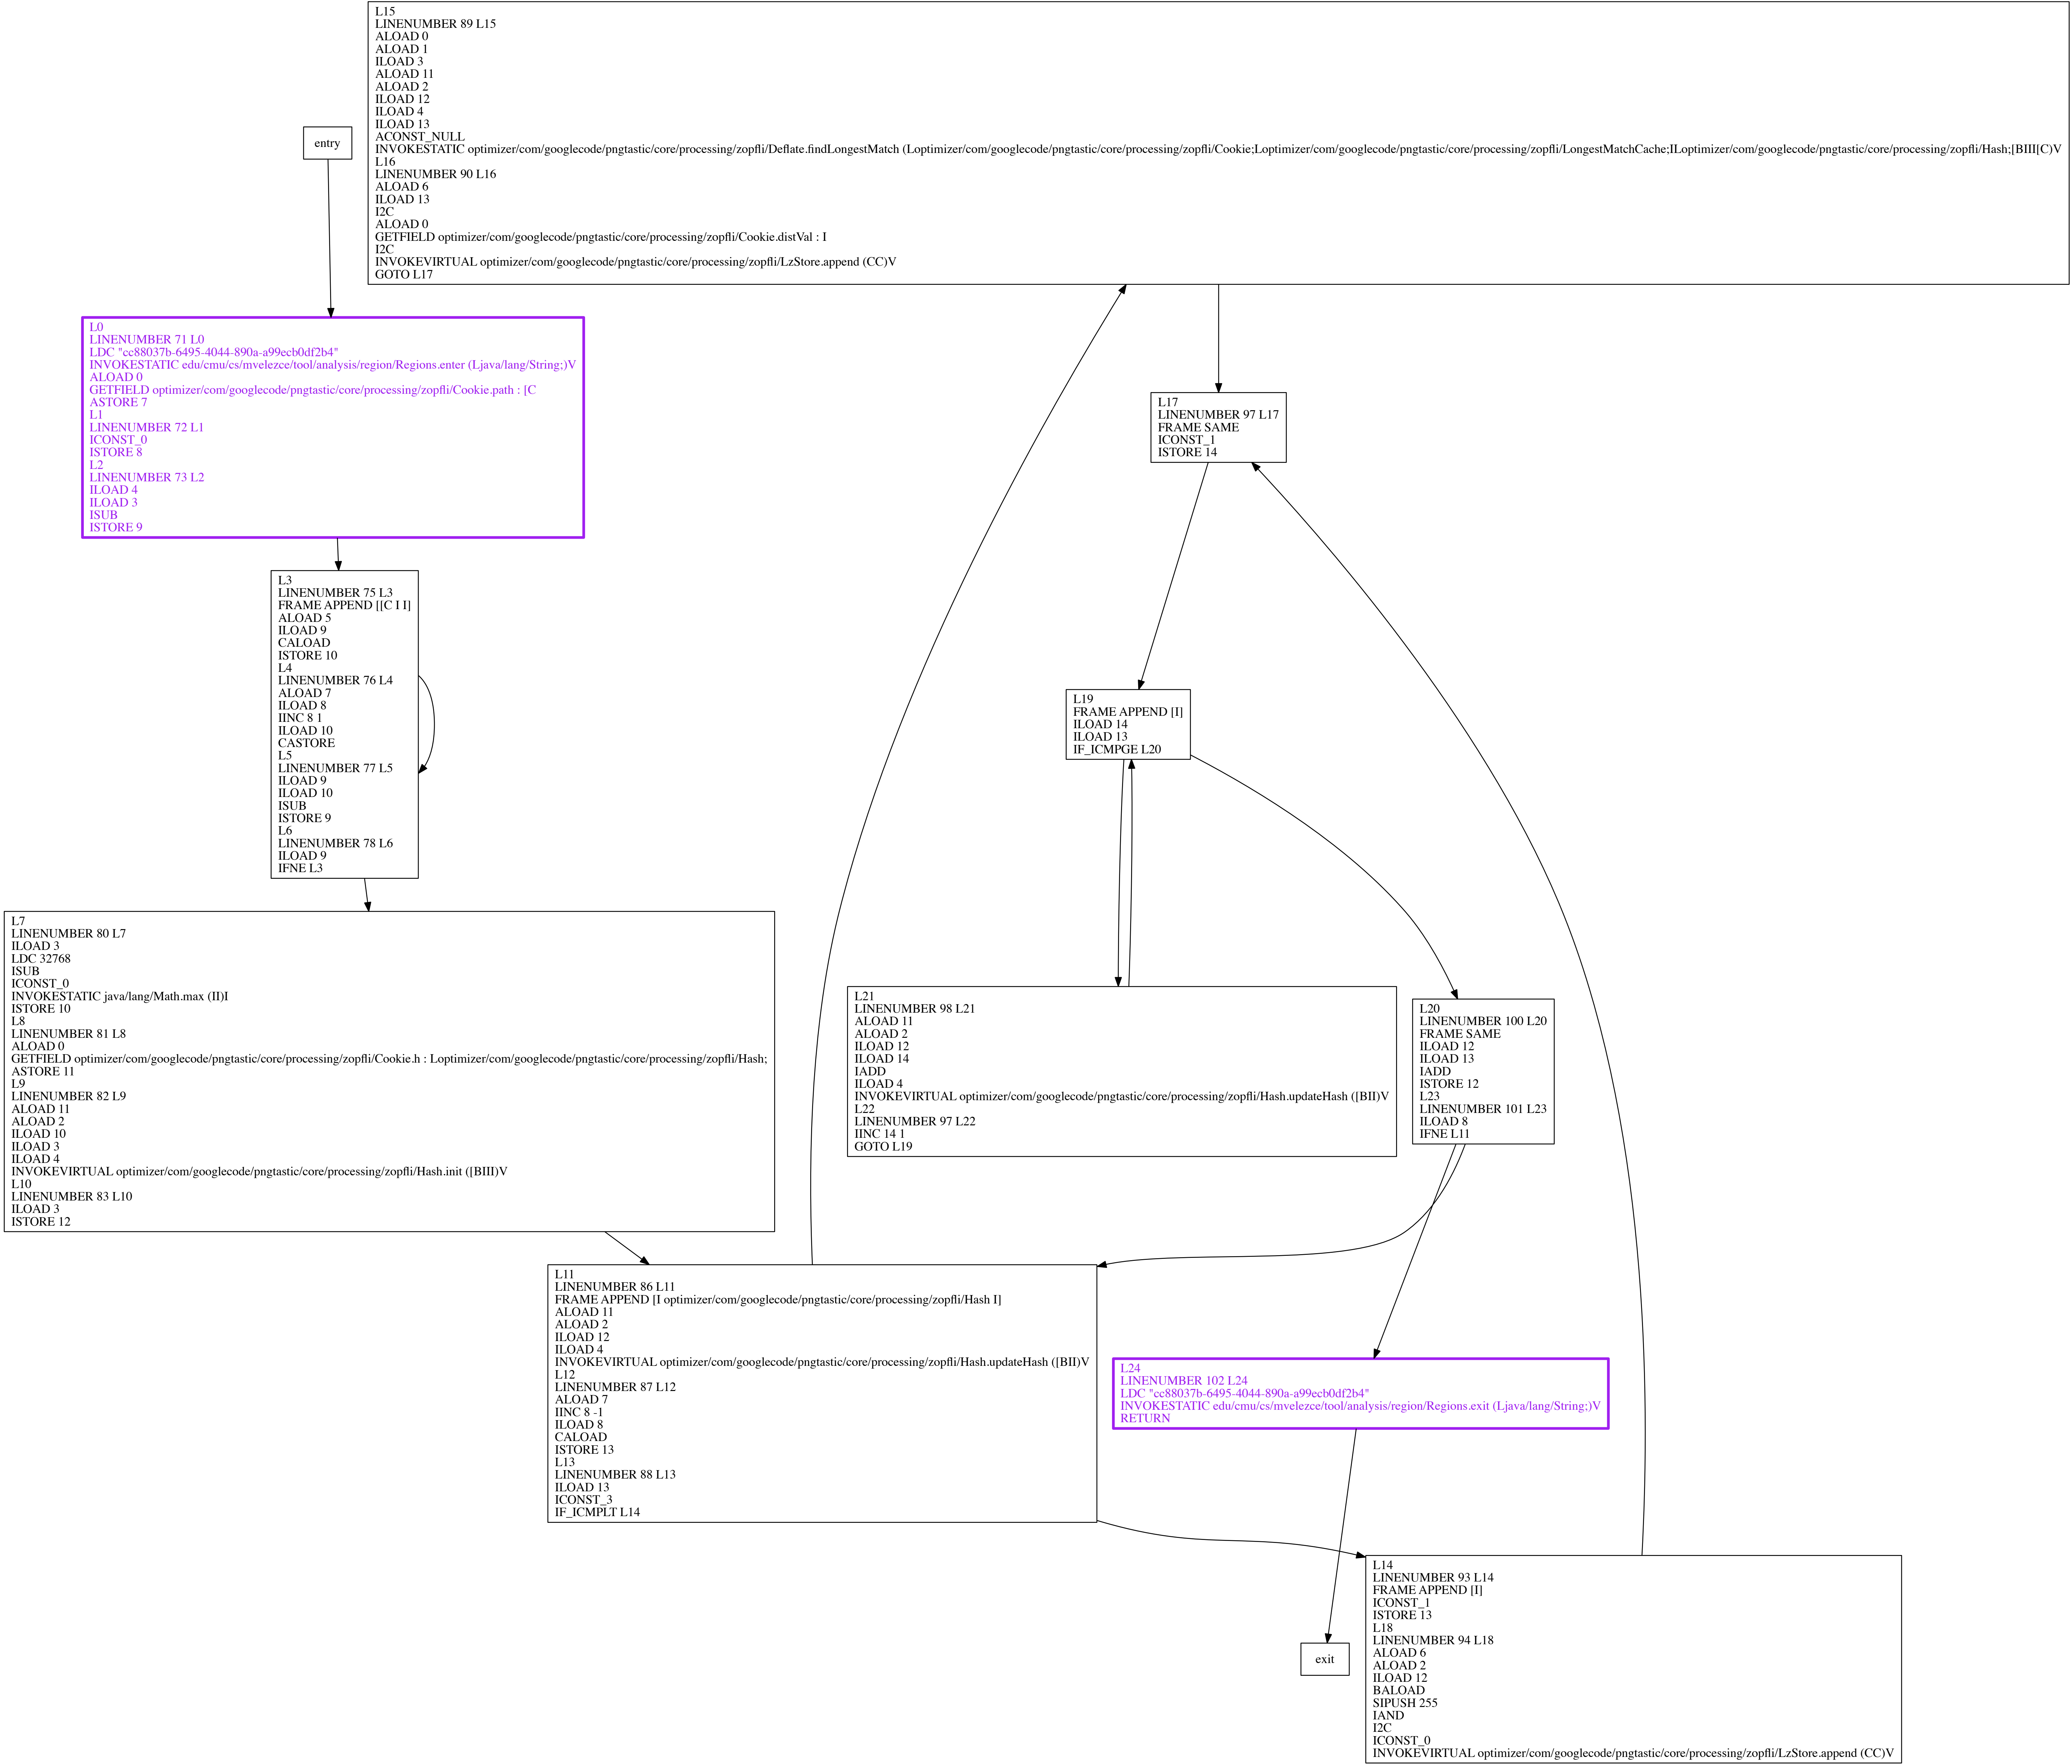 L15
LINENUMBER 89 L15
ALOAD 0
ALOAD 1
ILOAD 3
ALOAD 11
ALOAD 2
ILOAD 12
ILOAD 4
ILOAD 13
ACONST_NULL
INVOKESTATIC optimizer/com/googlecode/pngtastic/core/processing/zopfli/Deflate.findLongestMatch (Loptimizer/com/googlecode/pngtastic/core/processing/zopfli/Cookie;Loptimizer/com/googlecode/pngtastic/core/processing/zopfli/LongestMatchCache;ILoptimizer/com/googlecode/pngtastic/core/processing/zopfli/Hash;[BIII[C)V
L16
LINENUMBER 90 L16
ALOAD 6
ILOAD 13
I2C
ALOAD 0
GETFIELD optimizer/com/googlecode/pngtastic/core/processing/zopfli/Cookie.distVal : I
I2C
INVOKEVIRTUAL optimizer/com/googlecode/pngtastic/core/processing/zopfli/LzStore.append (CC)V
GOTO L17
entry
L0
LINENUMBER 71 L0
LDC "cc88037b-6495-4044-890a-a99ecb0df2b4"
INVOKESTATIC edu/cmu/cs/mvelezce/tool/analysis/region/Regions.enter (Ljava/lang/String;)V
ALOAD 0
GETFIELD optimizer/com/googlecode/pngtastic/core/processing/zopfli/Cookie.path : [C
ASTORE 7
L1
LINENUMBER 72 L1
ICONST_0
ISTORE 8
L2
LINENUMBER 73 L2
ILOAD 4
ILOAD 3
ISUB
ISTORE 9
L17
LINENUMBER 97 L17
FRAME SAME
ICONST_1
ISTORE 14
L3
LINENUMBER 75 L3
FRAME APPEND [[C I I]
ALOAD 5
ILOAD 9
CALOAD
ISTORE 10
L4
LINENUMBER 76 L4
ALOAD 7
ILOAD 8
IINC 8 1
ILOAD 10
CASTORE
L5
LINENUMBER 77 L5
ILOAD 9
ILOAD 10
ISUB
ISTORE 9
L6
LINENUMBER 78 L6
ILOAD 9
IFNE L3
L19
FRAME APPEND [I]
ILOAD 14
ILOAD 13
IF_ICMPGE L20
L7
LINENUMBER 80 L7
ILOAD 3
LDC 32768
ISUB
ICONST_0
INVOKESTATIC java/lang/Math.max (II)I
ISTORE 10
L8
LINENUMBER 81 L8
ALOAD 0
GETFIELD optimizer/com/googlecode/pngtastic/core/processing/zopfli/Cookie.h : Loptimizer/com/googlecode/pngtastic/core/processing/zopfli/Hash;
ASTORE 11
L9
LINENUMBER 82 L9
ALOAD 11
ALOAD 2
ILOAD 10
ILOAD 3
ILOAD 4
INVOKEVIRTUAL optimizer/com/googlecode/pngtastic/core/processing/zopfli/Hash.init ([BIII)V
L10
LINENUMBER 83 L10
ILOAD 3
ISTORE 12
L21
LINENUMBER 98 L21
ALOAD 11
ALOAD 2
ILOAD 12
ILOAD 14
IADD
ILOAD 4
INVOKEVIRTUAL optimizer/com/googlecode/pngtastic/core/processing/zopfli/Hash.updateHash ([BII)V
L22
LINENUMBER 97 L22
IINC 14 1
GOTO L19
L20
LINENUMBER 100 L20
FRAME SAME
ILOAD 12
ILOAD 13
IADD
ISTORE 12
L23
LINENUMBER 101 L23
ILOAD 8
IFNE L11
L11
LINENUMBER 86 L11
FRAME APPEND [I optimizer/com/googlecode/pngtastic/core/processing/zopfli/Hash I]
ALOAD 11
ALOAD 2
ILOAD 12
ILOAD 4
INVOKEVIRTUAL optimizer/com/googlecode/pngtastic/core/processing/zopfli/Hash.updateHash ([BII)V
L12
LINENUMBER 87 L12
ALOAD 7
IINC 8 -1
ILOAD 8
CALOAD
ISTORE 13
L13
LINENUMBER 88 L13
ILOAD 13
ICONST_3
IF_ICMPLT L14
L24
LINENUMBER 102 L24
LDC "cc88037b-6495-4044-890a-a99ecb0df2b4"
INVOKESTATIC edu/cmu/cs/mvelezce/tool/analysis/region/Regions.exit (Ljava/lang/String;)V
RETURN
L14
LINENUMBER 93 L14
FRAME APPEND [I]
ICONST_1
ISTORE 13
L18
LINENUMBER 94 L18
ALOAD 6
ALOAD 2
ILOAD 12
BALOAD
SIPUSH 255
IAND
I2C
ICONST_0
INVOKEVIRTUAL optimizer/com/googlecode/pngtastic/core/processing/zopfli/LzStore.append (CC)V
exit